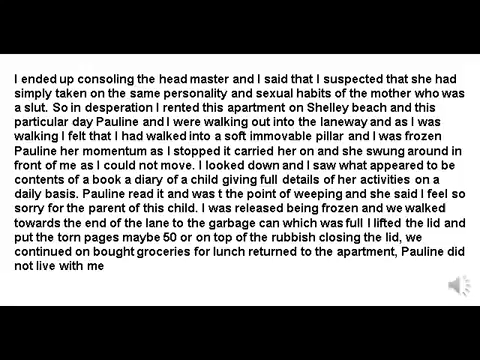 I ended up consoling the head master and I said that I suspected that she had
simply taken on the same personality and sexual habits of the mother who was
a slut. So in desperation I rented this apartment on Shelley beach and this
particular day Pauline and I were walking out into the laneway and as I was
walking I felt that I had walked into a soft immovable pillar and I was frozen
Pauline her momentum as I stopped it carried her on and she swung around in
front of me as I could not move. I looked down and I saw what appeared to be
contents of a book a diary of a child giving full details of her activities on
a daily basis. Pauline read it and was t the point of weeping and she said I feel so
sorry for the parent of this child. I was released being frozen and we walked
towards the end of the lane to the garbage can which was full I lifted the lid and
put the torn pages maybe 50 or on top of the rubbish closing the lid, we
continued on bought groceries for lunch returned to the apartment, Pauline did
not live with me